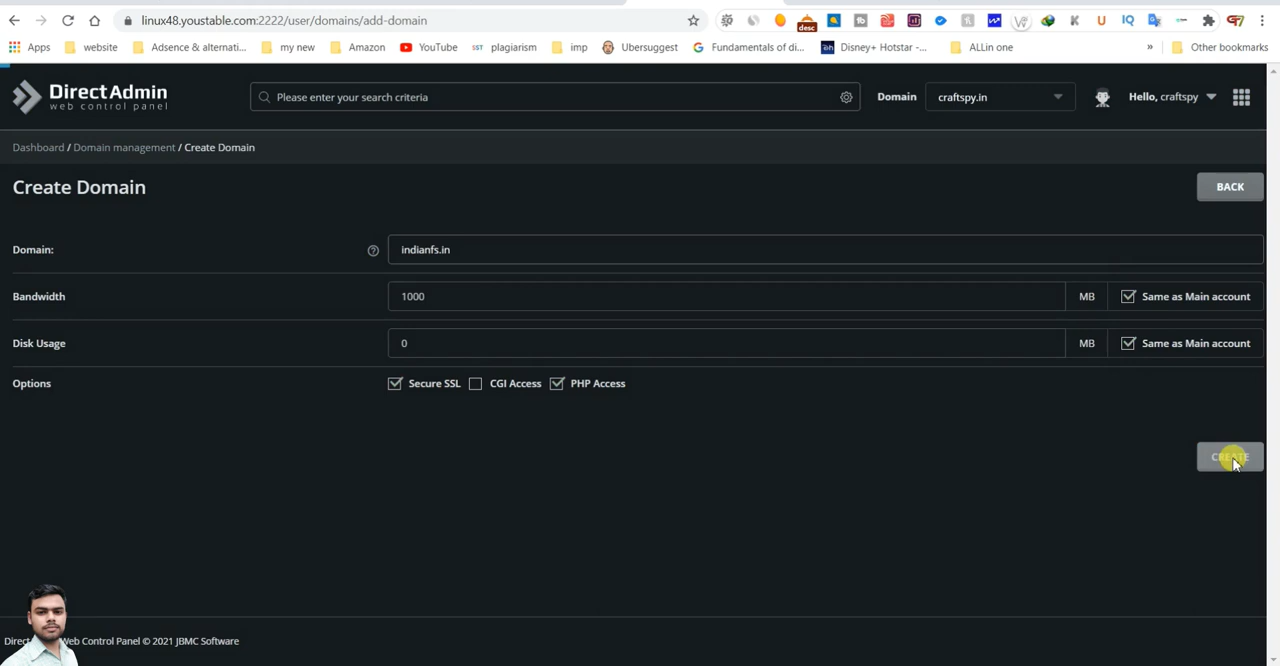 linux48.youstable.com:2222/user/domains/add-domain
desc
Apps website Adsence & alternati... my new Amazon YouTube SST plagiarism imp Ubersuggest Fundamentals of di... Disney+ Hotstar -... ALLin one » Other bookmarks
DirectAdmin
web control panel
Please enter your search criteria
Domain craftspy.in
Hello, craftspy
Dashboard / Domain management / Create Domain
Create Domain
BACK
Domain: ? indianfs.in
Bandwidth 1000 MB Same as Main account
Disk Usage 0 MB Same as Main account
Options Secure SSL CGI Access PHP Access
CREATE
Direct Web Control Panel © 2021 JBMC Software